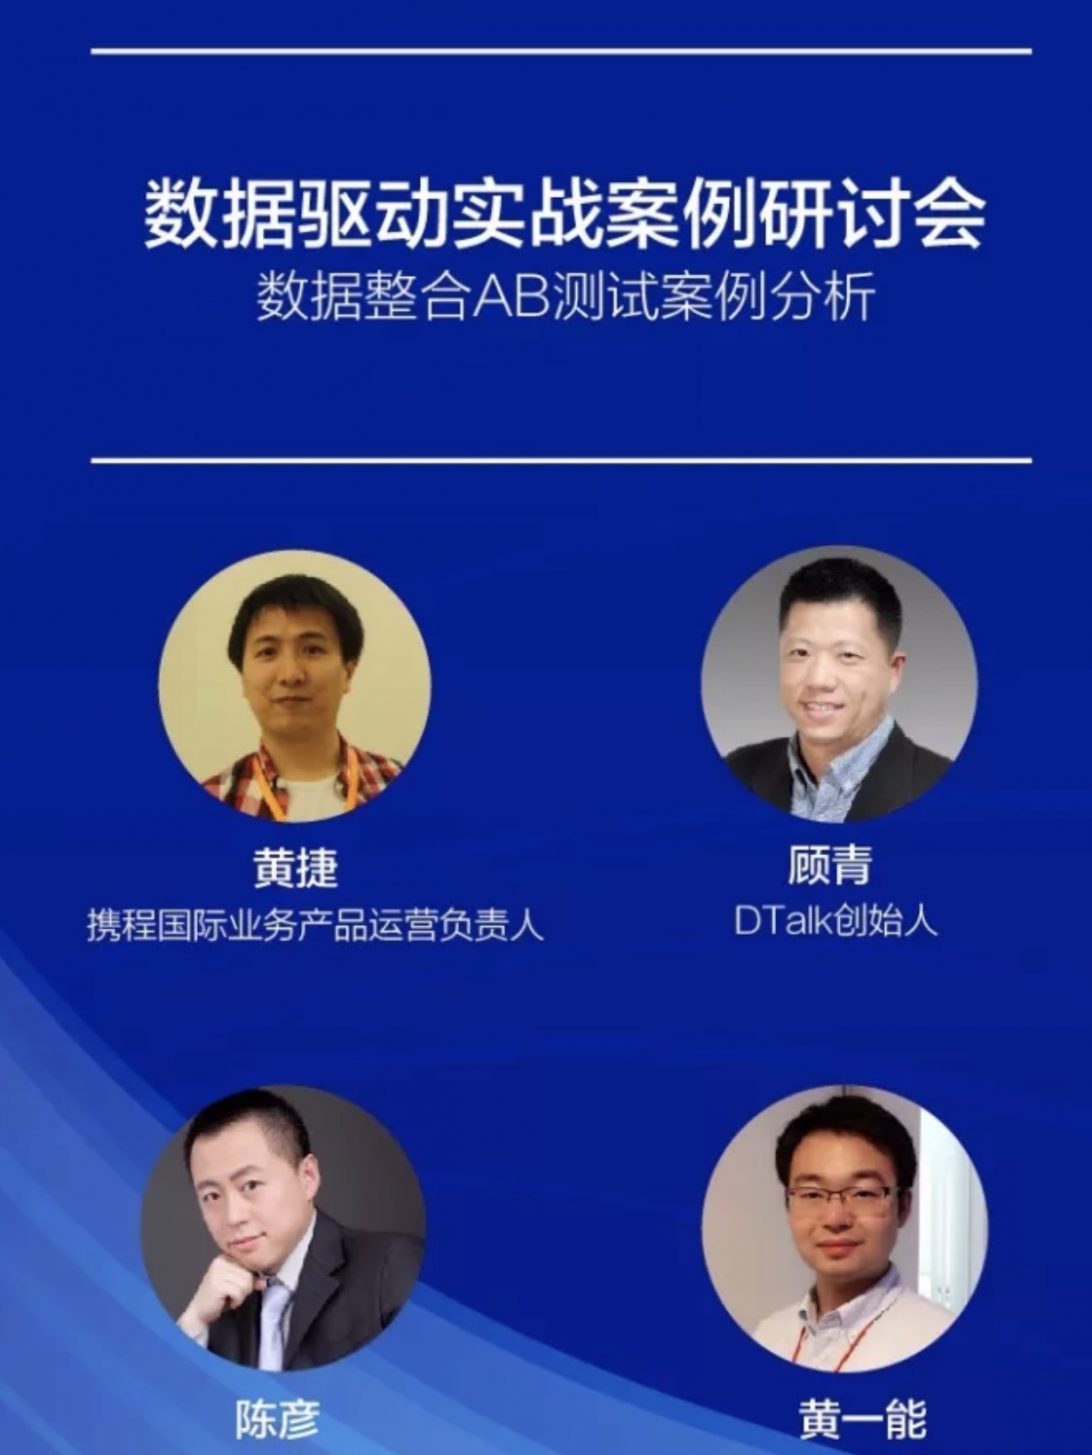 数据驱动实战案例研讨会
数据整合AB测试案例分析
黄捷
顾青
携程国际业务产品运营负责人
DTalk创始人
陈彦
黄一能